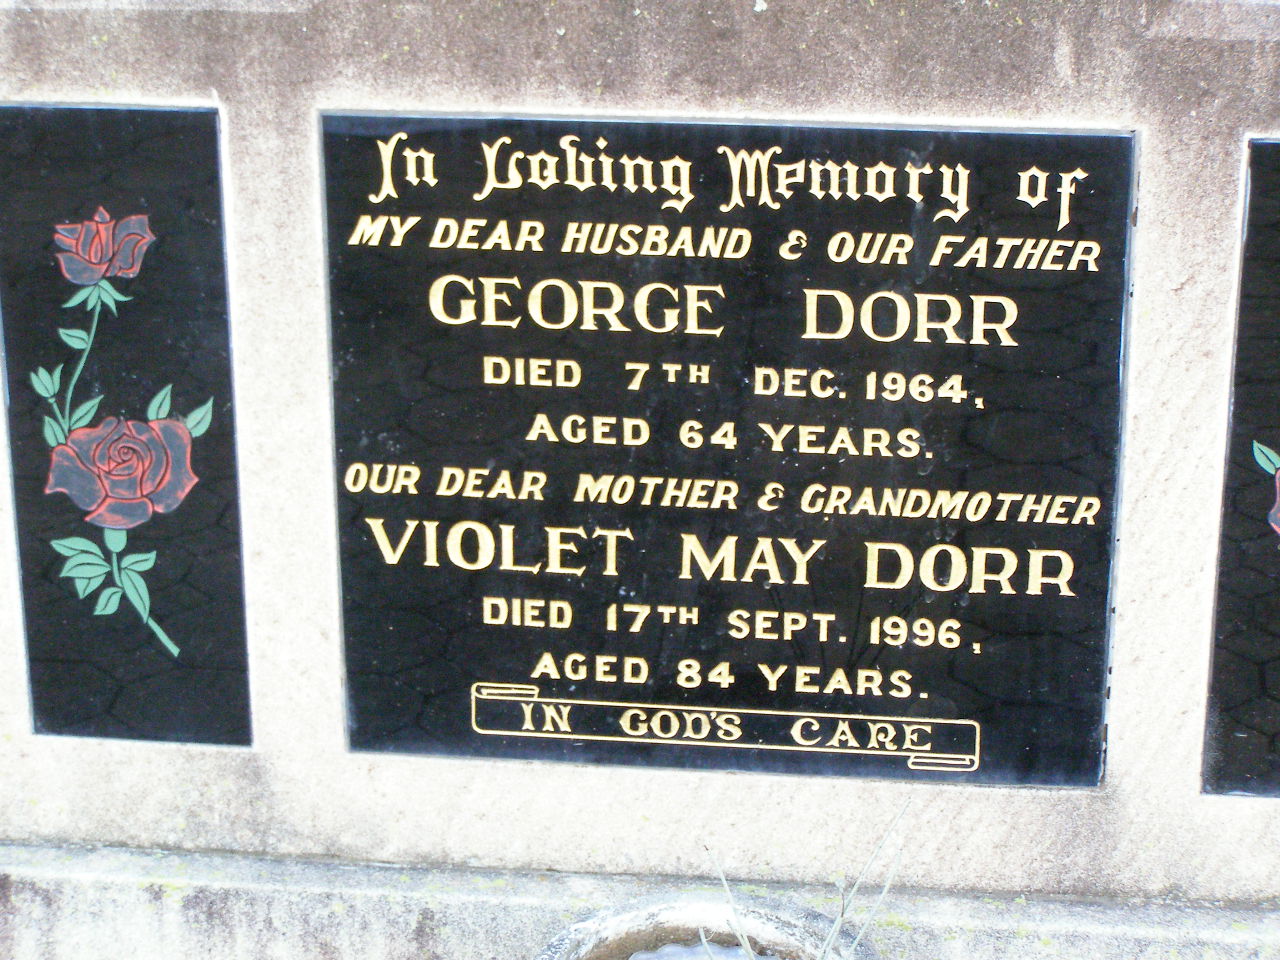 In Loving Memory of
MY DEAR HUSBAND & OUR FATHER
GEORGE DORR
DIED 7TH DEC. 1964,
AGED 64 YEARS.
OUR DEAR MOTHER & GRANDMOTHER
VIOLET MAY DORR
DIED 17TH SEPT. 1996,
AGED 84 YEARS.
IN GOD'S CARE